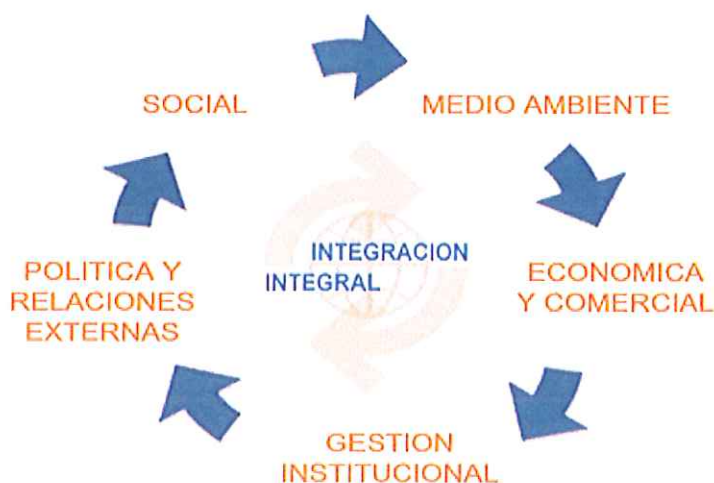 SOCIAL
MEDIO AMBIENTE
INTEGRACION
INTEGRAL
POLITICA Y
RELACIONES
EXTERNAS
ECONOMICA
Y COMERCIAL
GESTION
INSTITUCIONAL